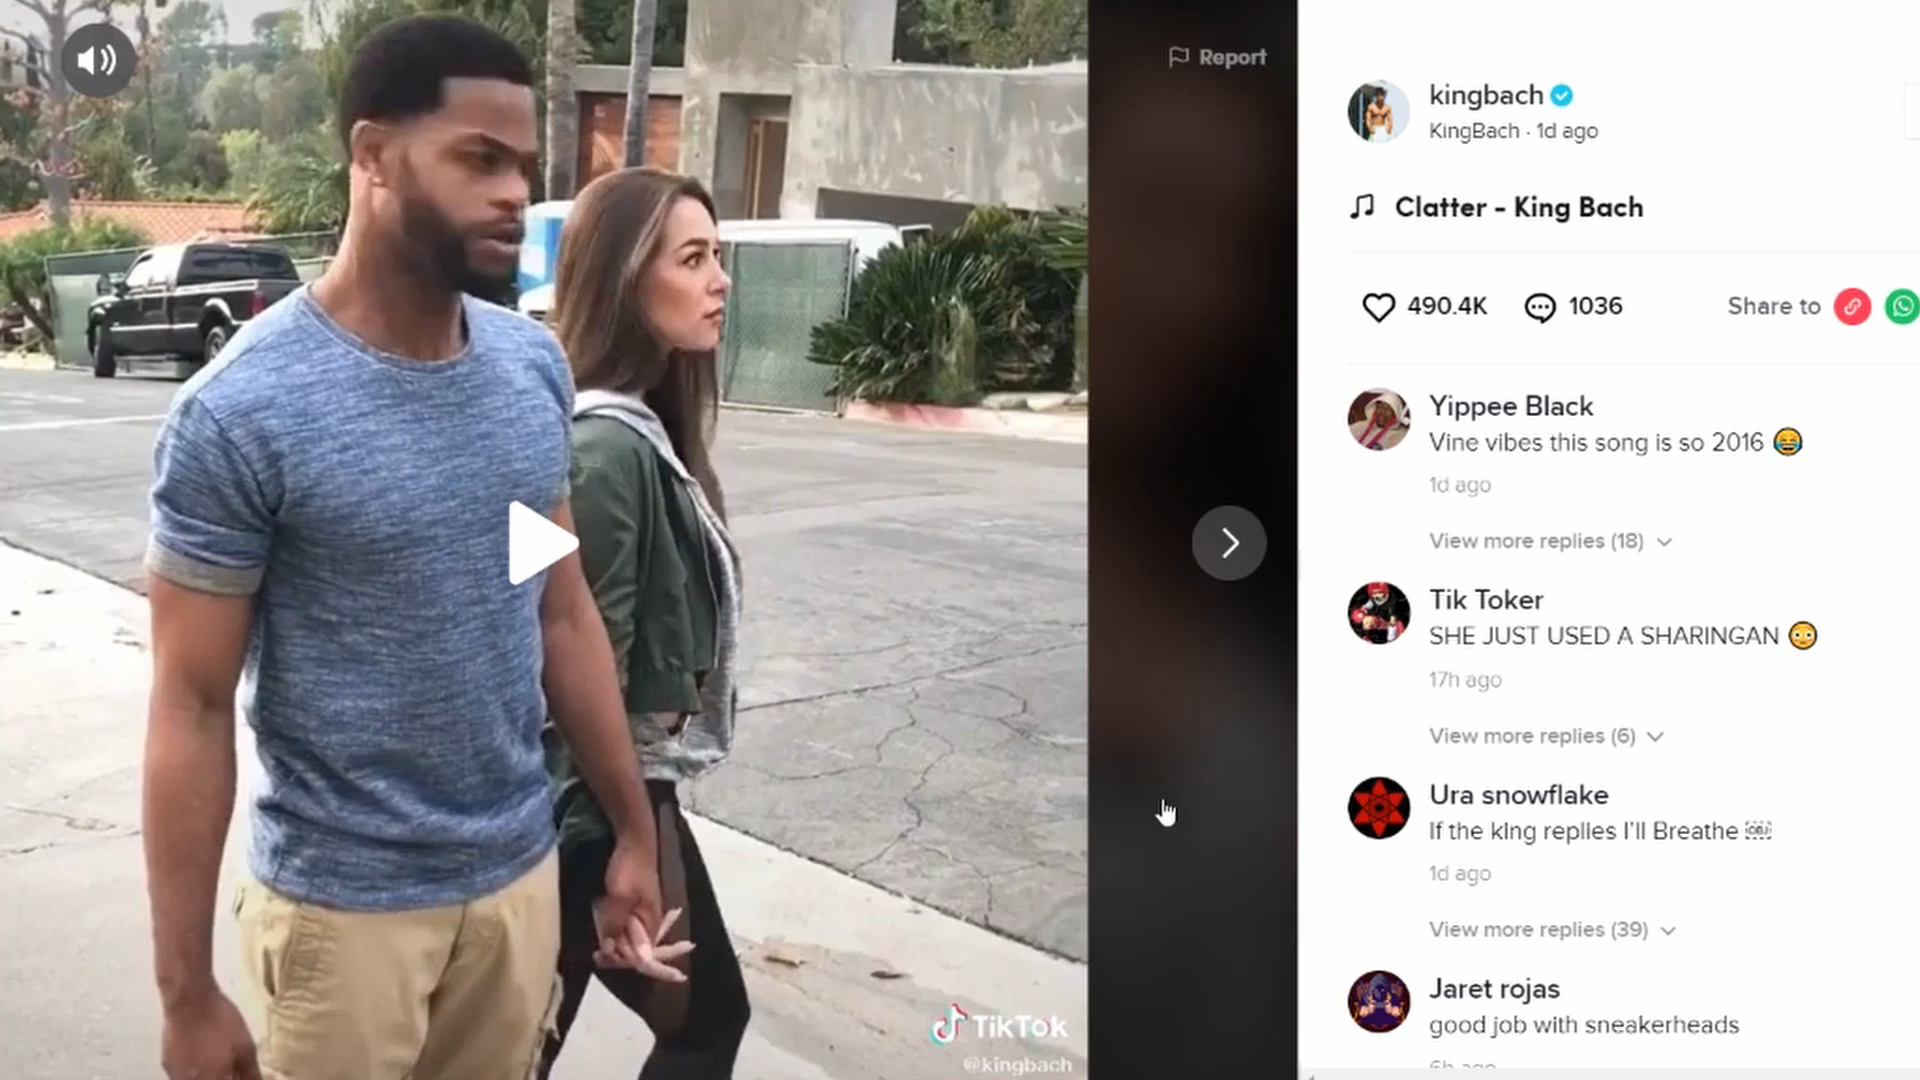 Report
kingbach
KingBach · 1d ago
Clatter - King Bach
490.4K
1036
Share to
Yippee Black
Vine vibes this song is so 2016 😂
1d ago
View more replies (18)
Tik Toker
SHE JUST USED A SHARINGAN 😳
17h ago
View more replies (6)
Ura snowflake
If the kIng replies I'll Breathe
1d ago
View more replies (39)
Jaret rojas
good job with sneakerheads
6h ago
TikTok
@kingbach